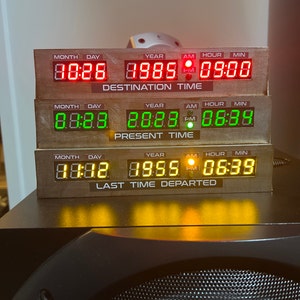 MONTH DAY YEAR AM HOUR MIN
10:26 1985 PM 09:00
DESTINATION TIME
MONTH DAY YEAR AM HOUR MIN
01:23 2023 PM 06:34
PRESENT TIME
MONTH DAY YEAR AM HOUR MIN
11:12 1955 PM 06:39
LAST TIME DEPARTED